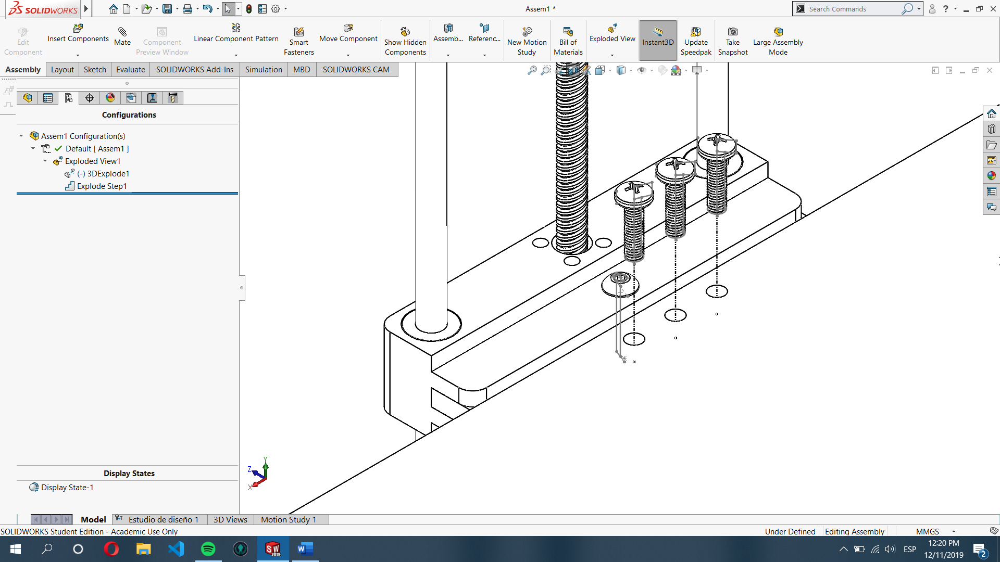 SOLIDWORKS
Assem1 *
Search Commands
Edit Component
Insert Components
Mate
Component Preview Window
Linear Component Pattern
Smart Fasteners
Move Component
Show Hidden Components
Assemb...
Referenc...
New Motion Study
Bill of Materials
Exploded View
Instant3D
Update Speedpak
Take Snapshot
Large Assembly Mode
Assembly
Layout
Sketch
Evaluate
SOLIDWORKS Add-Ins
Simulation
MBD
SOLIDWORKS CAM
Configurations
Assem1 Configuration(s)
Default [ Assem1 ]
Exploded View1
(-) 3DExplode1
Explode Step1
Display States
Display State-1
Y
Z
X
Model
Estudio de diseño 1
3D Views
Motion Study 1
SOLIDWORKS Student Edition - Academic Use Only
Under Defined
Editing Assembly
MMGS
SW 2019
W
ESP
12:20 PM
12/11/2019
2